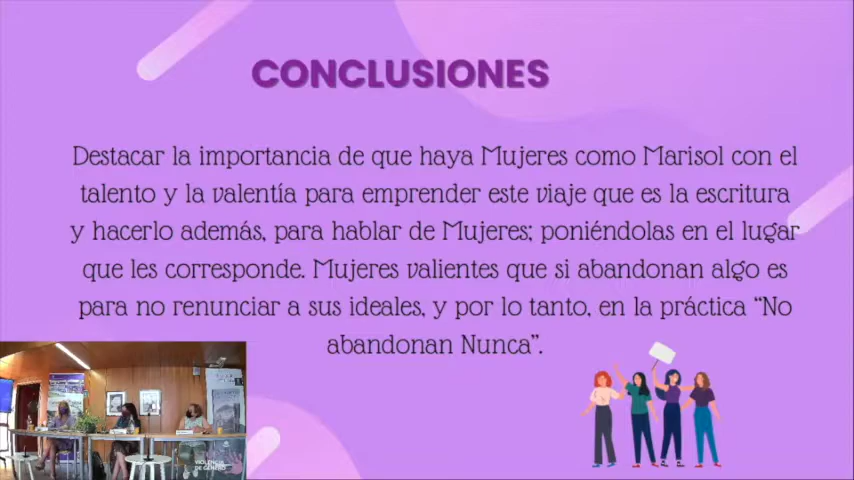 CONCLUSIONES
Destacar la importancia de que haya Mujeres como Marisol con el
talento y la valentía para emprender este viaje que es la escritura
y hacerlo además, para hablar de Mujeres; poniéndolas en el lugar
que les corresponde. Mujeres valientes que si abandonan algo es
para no renunciar a sus ideales, y por lo tanto, en la práctica “No
abandonan Nunca”.
VIOLENCIA
DE GÉNERO